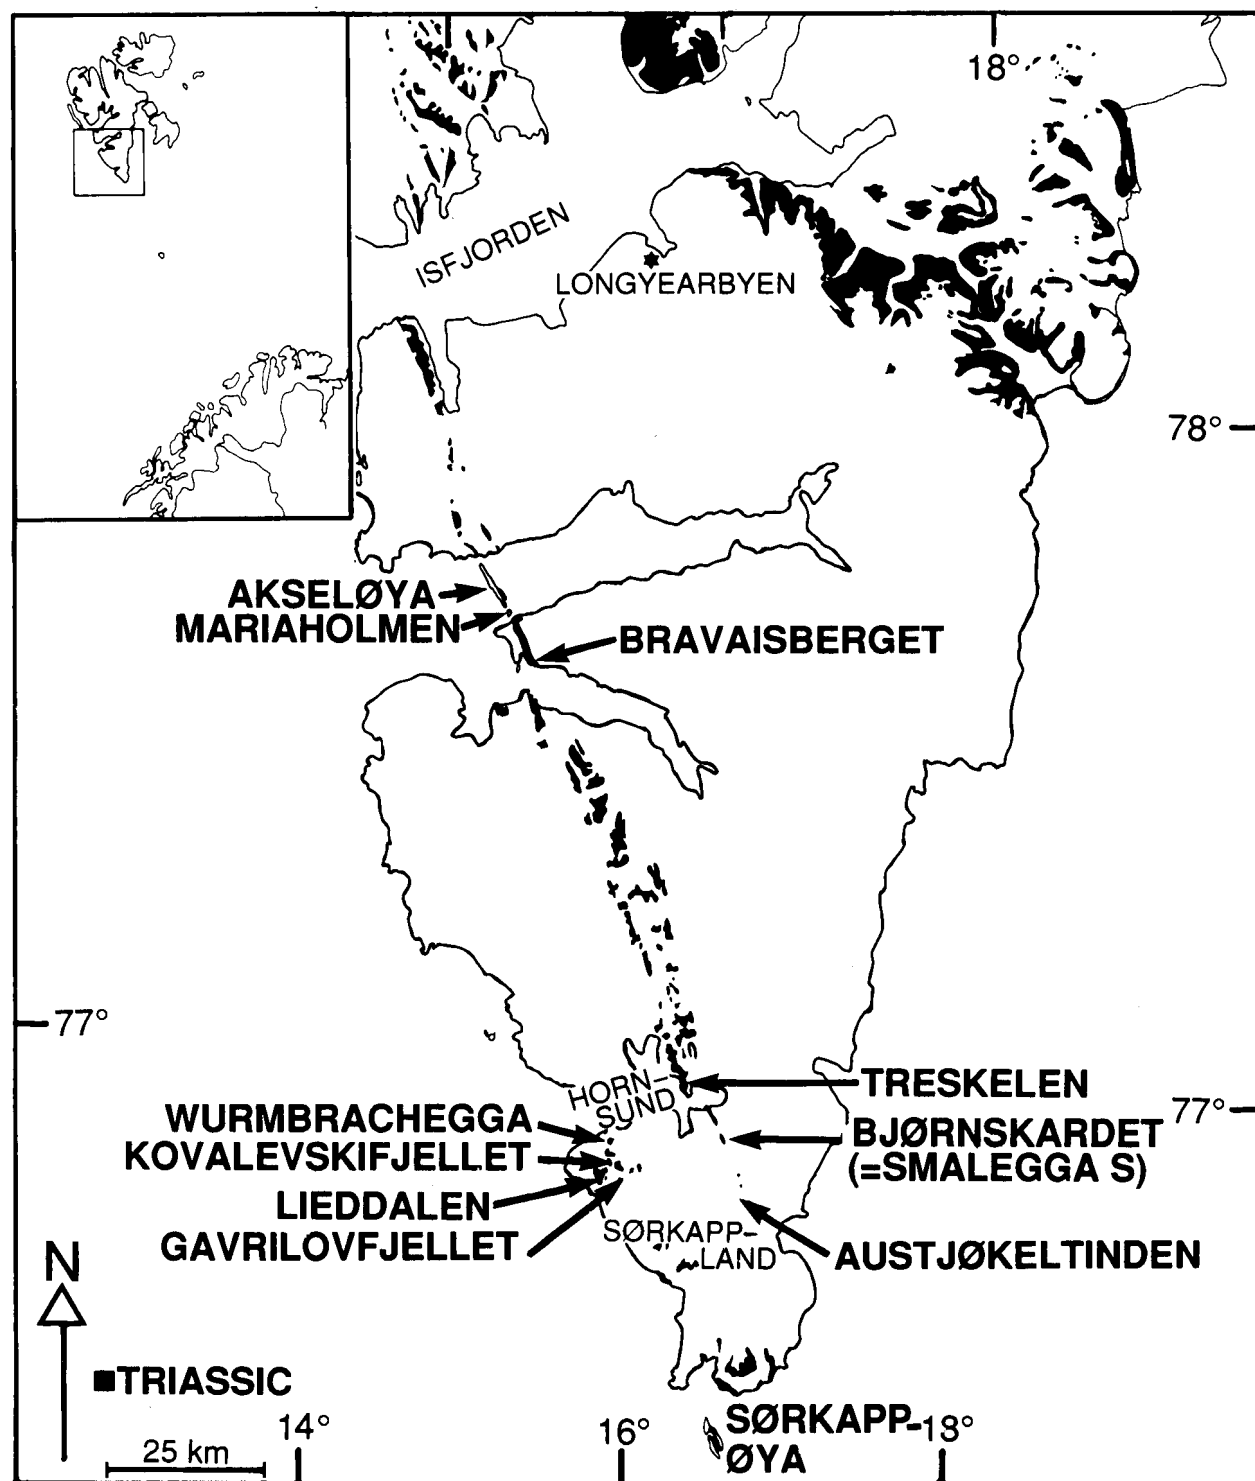 18°
ISFJORDEN
LONGYEARBYEN
78°
AKSELØYA
MARIAHOLMEN
BRAVAISBERGET
77°
HORN-
SUND
TRESKELEN
WURMBRACHEGGA
77°
BJØRNSKARDET
KOVALEVSKIFJELLET
(=SMALEGGA S)
LIEDDALEN
SØRKAPP-
LAND
GAVRILOVFJELLET
AUSTJØKELTINDEN
N
TRIASSIC
14°
16°
SØRKAPP-
ØYA
18°
25 km